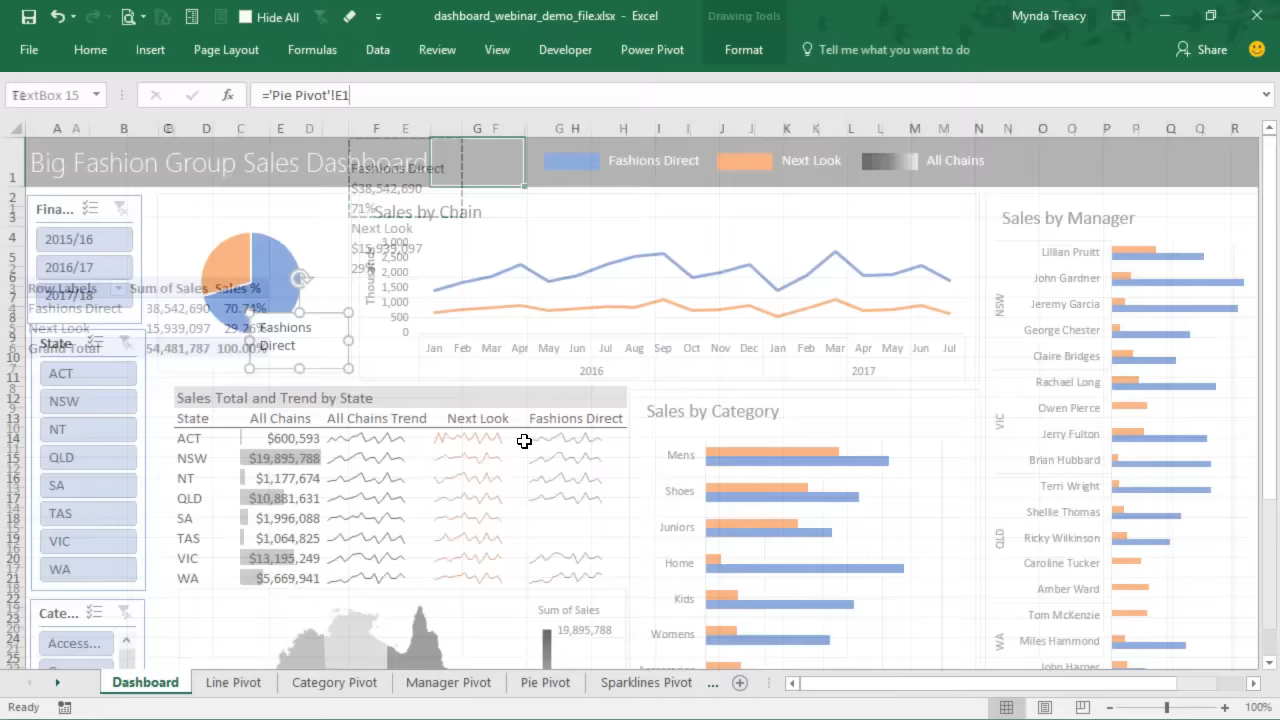 Hide All
dashboard_webinar_demo_file.xlsx - Excel
Drawing Tools
Mynda Treacy
File Home Insert Page Layout Formulas Data Review View Developer Power Pivot Format Tell me what you want to do Share
fx ='Pie Pivot'!E1
Big Fashion Group Sales Dashboard
Fashions Direct Next Look All Chains
Fashions Direct
$38,542,690
71%
Next Look
$15,939,097
29%
Fina...
2015/16
2016/17
2017/18
Row Labels Sum of Sales Sales %
Fashions Direct 38,542,690 70.74%
Next Look 15,939,097 29.26%
Grand Total 54,481,787 100.00%
Fashions
Direct
State
ACT
NSW
NT
QLD
SA
TAS
VIC
WA
Cate...
Access...
Sales by Chain
Thousands
3,000
2,500
2,000
1,500
1,000
500
0
Jan Feb Mar Apr May Jun Jul Aug Sep Oct Nov Dec Jan Feb Mar Apr May Jun Jul
2016 2017
Sales Total and Trend by State
State All Chains All Chains Trend Next Look Fashions Direct
ACT $600,593
NSW $19,895,788
NT $1,177,674
QLD $10,881,631
SA $1,996,088
TAS $1,064,825
VIC $13,195,249
WA $5,669,941
Sum of Sales
19,895,788
Sales by Category
Mens
Shoes
Juniors
Home
Kids
Womens
Accessories
Sales by Manager
NSW
VIC
QLD
WA
Lillian Pruitt
John Gardner
Jeremy Garcia
George Chester
Claire Bridges
Rachael Long
Owen Pierce
Jerry Fulton
Brian Hubbard
Terri Wright
Shellie Thomas
Ricky Wilkinson
Caroline Tucker
Amber Ward
Tom McKenzie
Miles Hammond
John Harper
Dashboard Line Pivot Category Pivot Manager Pivot Pie Pivot Sparklines Pivot ...
Ready
100%